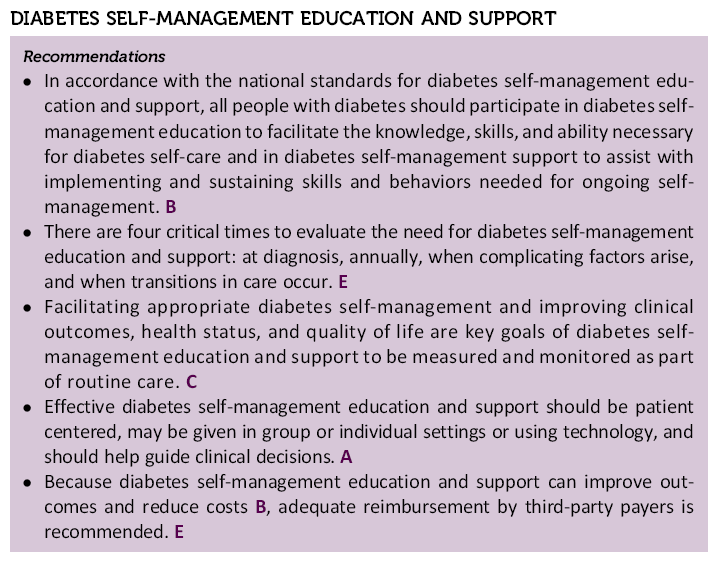 DIABETES SELF-MANAGEMENT EDUCATION AND SUPPORT
Recommendations
• In accordance with the national standards for diabetes self-management edu-
cation and support, all people with diabetes should participate in diabetes self-
management education to facilitate the knowledge, skills, and ability necessary
for diabetes self-care and in diabetes self-management support to assist with
implementing and sustaining skills and behaviors needed for ongoing self-
management. B
• There are four critical times to evaluate the need for diabetes self-management
education and support: at diagnosis, annually, when complicating factors arise,
and when transitions in care occur. E
• Facilitating appropriate diabetes self-management and improving clinical
outcomes, health status, and quality of life are key goals of diabetes self-
management education and support to be measured and monitored as part
of routine care. C
• Effective diabetes self-management education and support should be patient
centered, may be given in group or individual settings or using technology, and
should help guide clinical decisions. A
• Because diabetes self-management education and support can improve out-
comes and reduce costs B, adequate reimbursement by third-party payers is
recommended. E